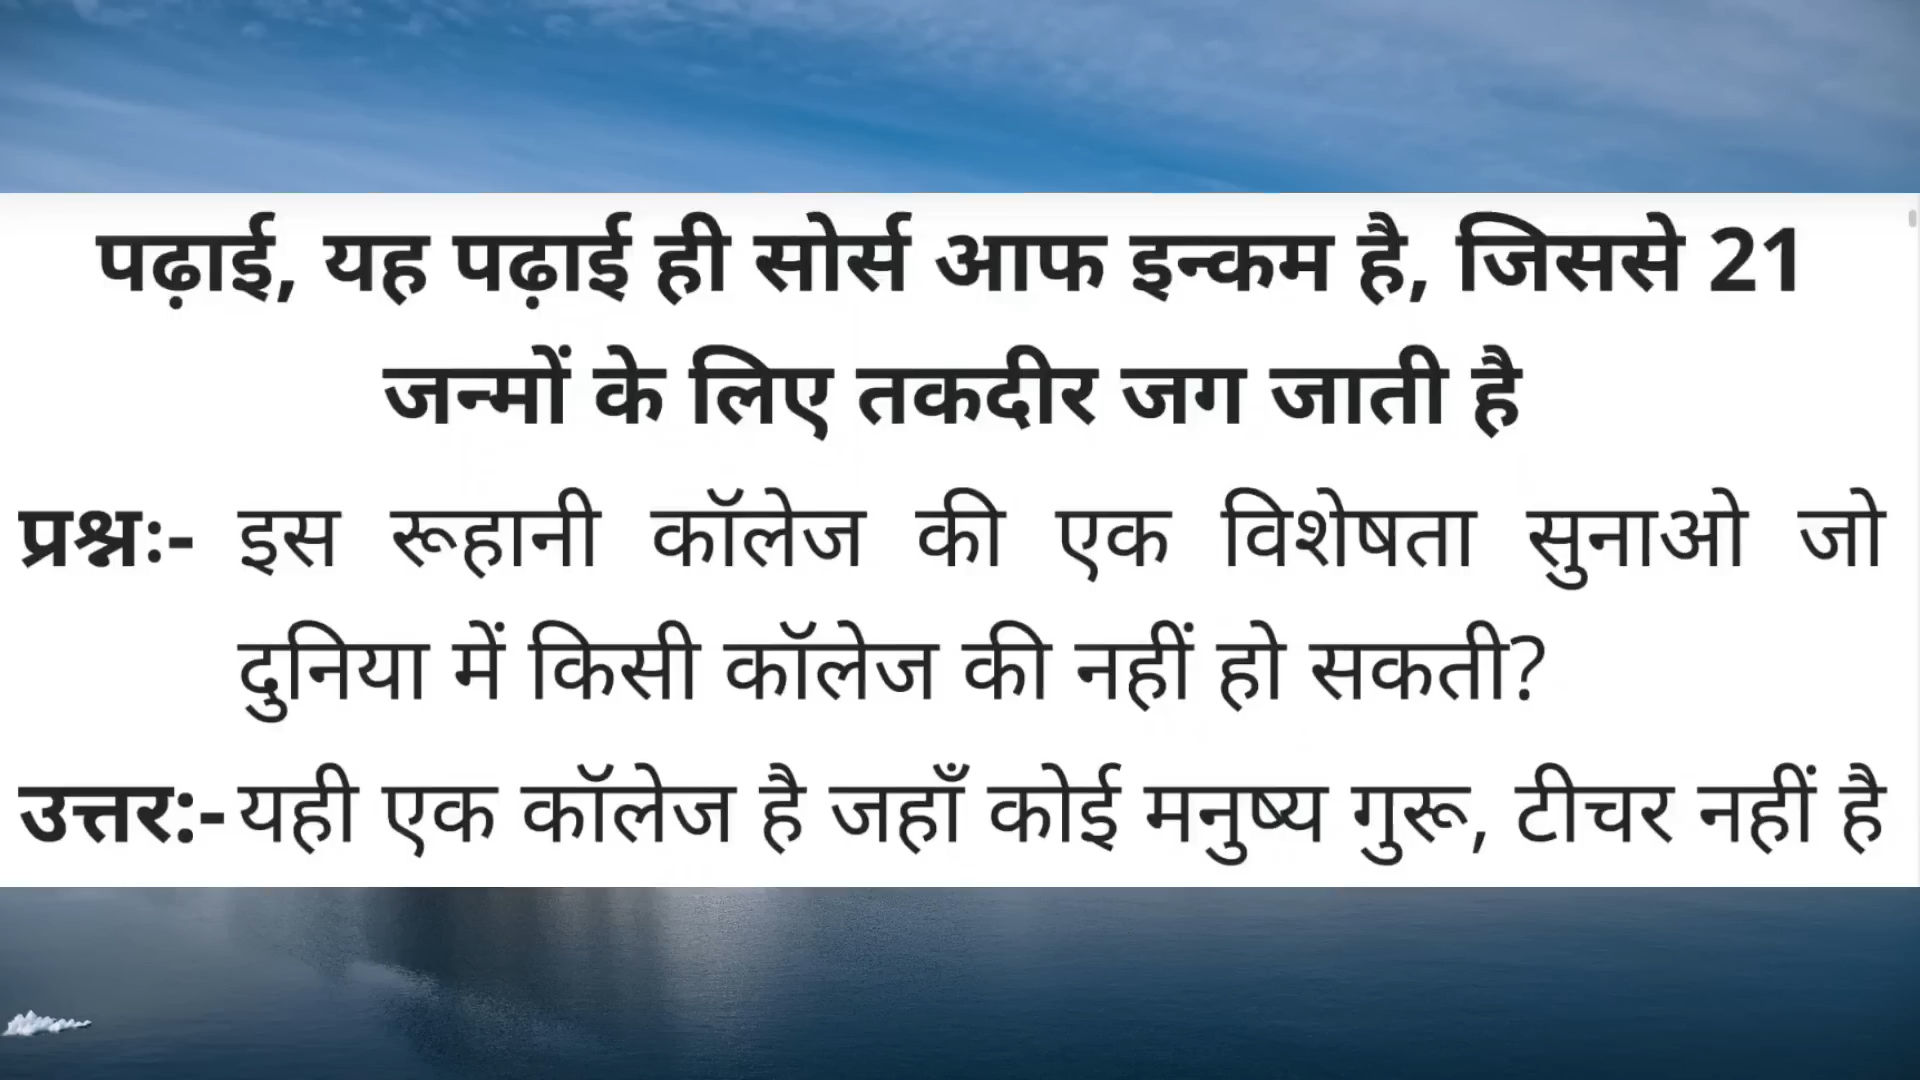 पढ़ाई, यह पढ़ाई ही सोर्स आफ इन्कम है, जिससे 21
जन्मों के लिए तकदीर जग जाती है
प्रश्नः- इस रूहानी कॉलेज की एक विशेषता सुनाओ जो
दुनिया में किसी कॉलेज की नहीं हो सकती?
उत्तर:- यही एक कॉलेज है जहाँ कोई मनुष्य गुरू, टीचर नहीं है